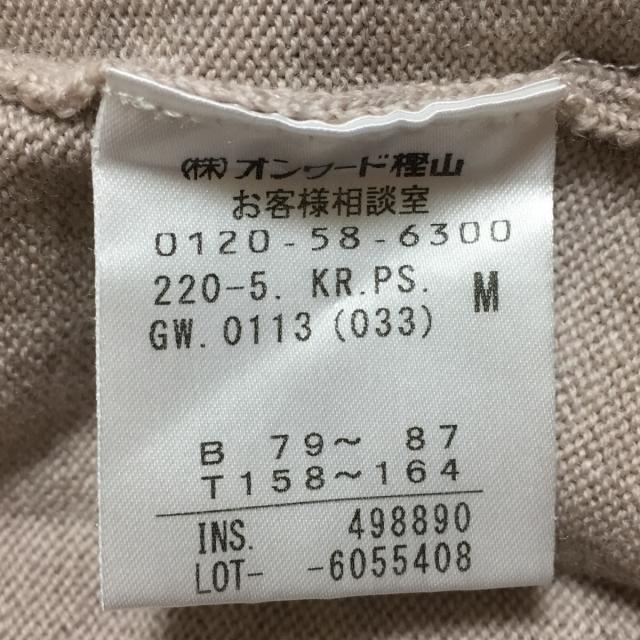 (株)オンワード樫山
お客様相談室
0120-58-6300
220-5. KR.PS. M
GW.0113(033)
B 79～ 87
T158～164
INS. 498890
LOT- -6055408